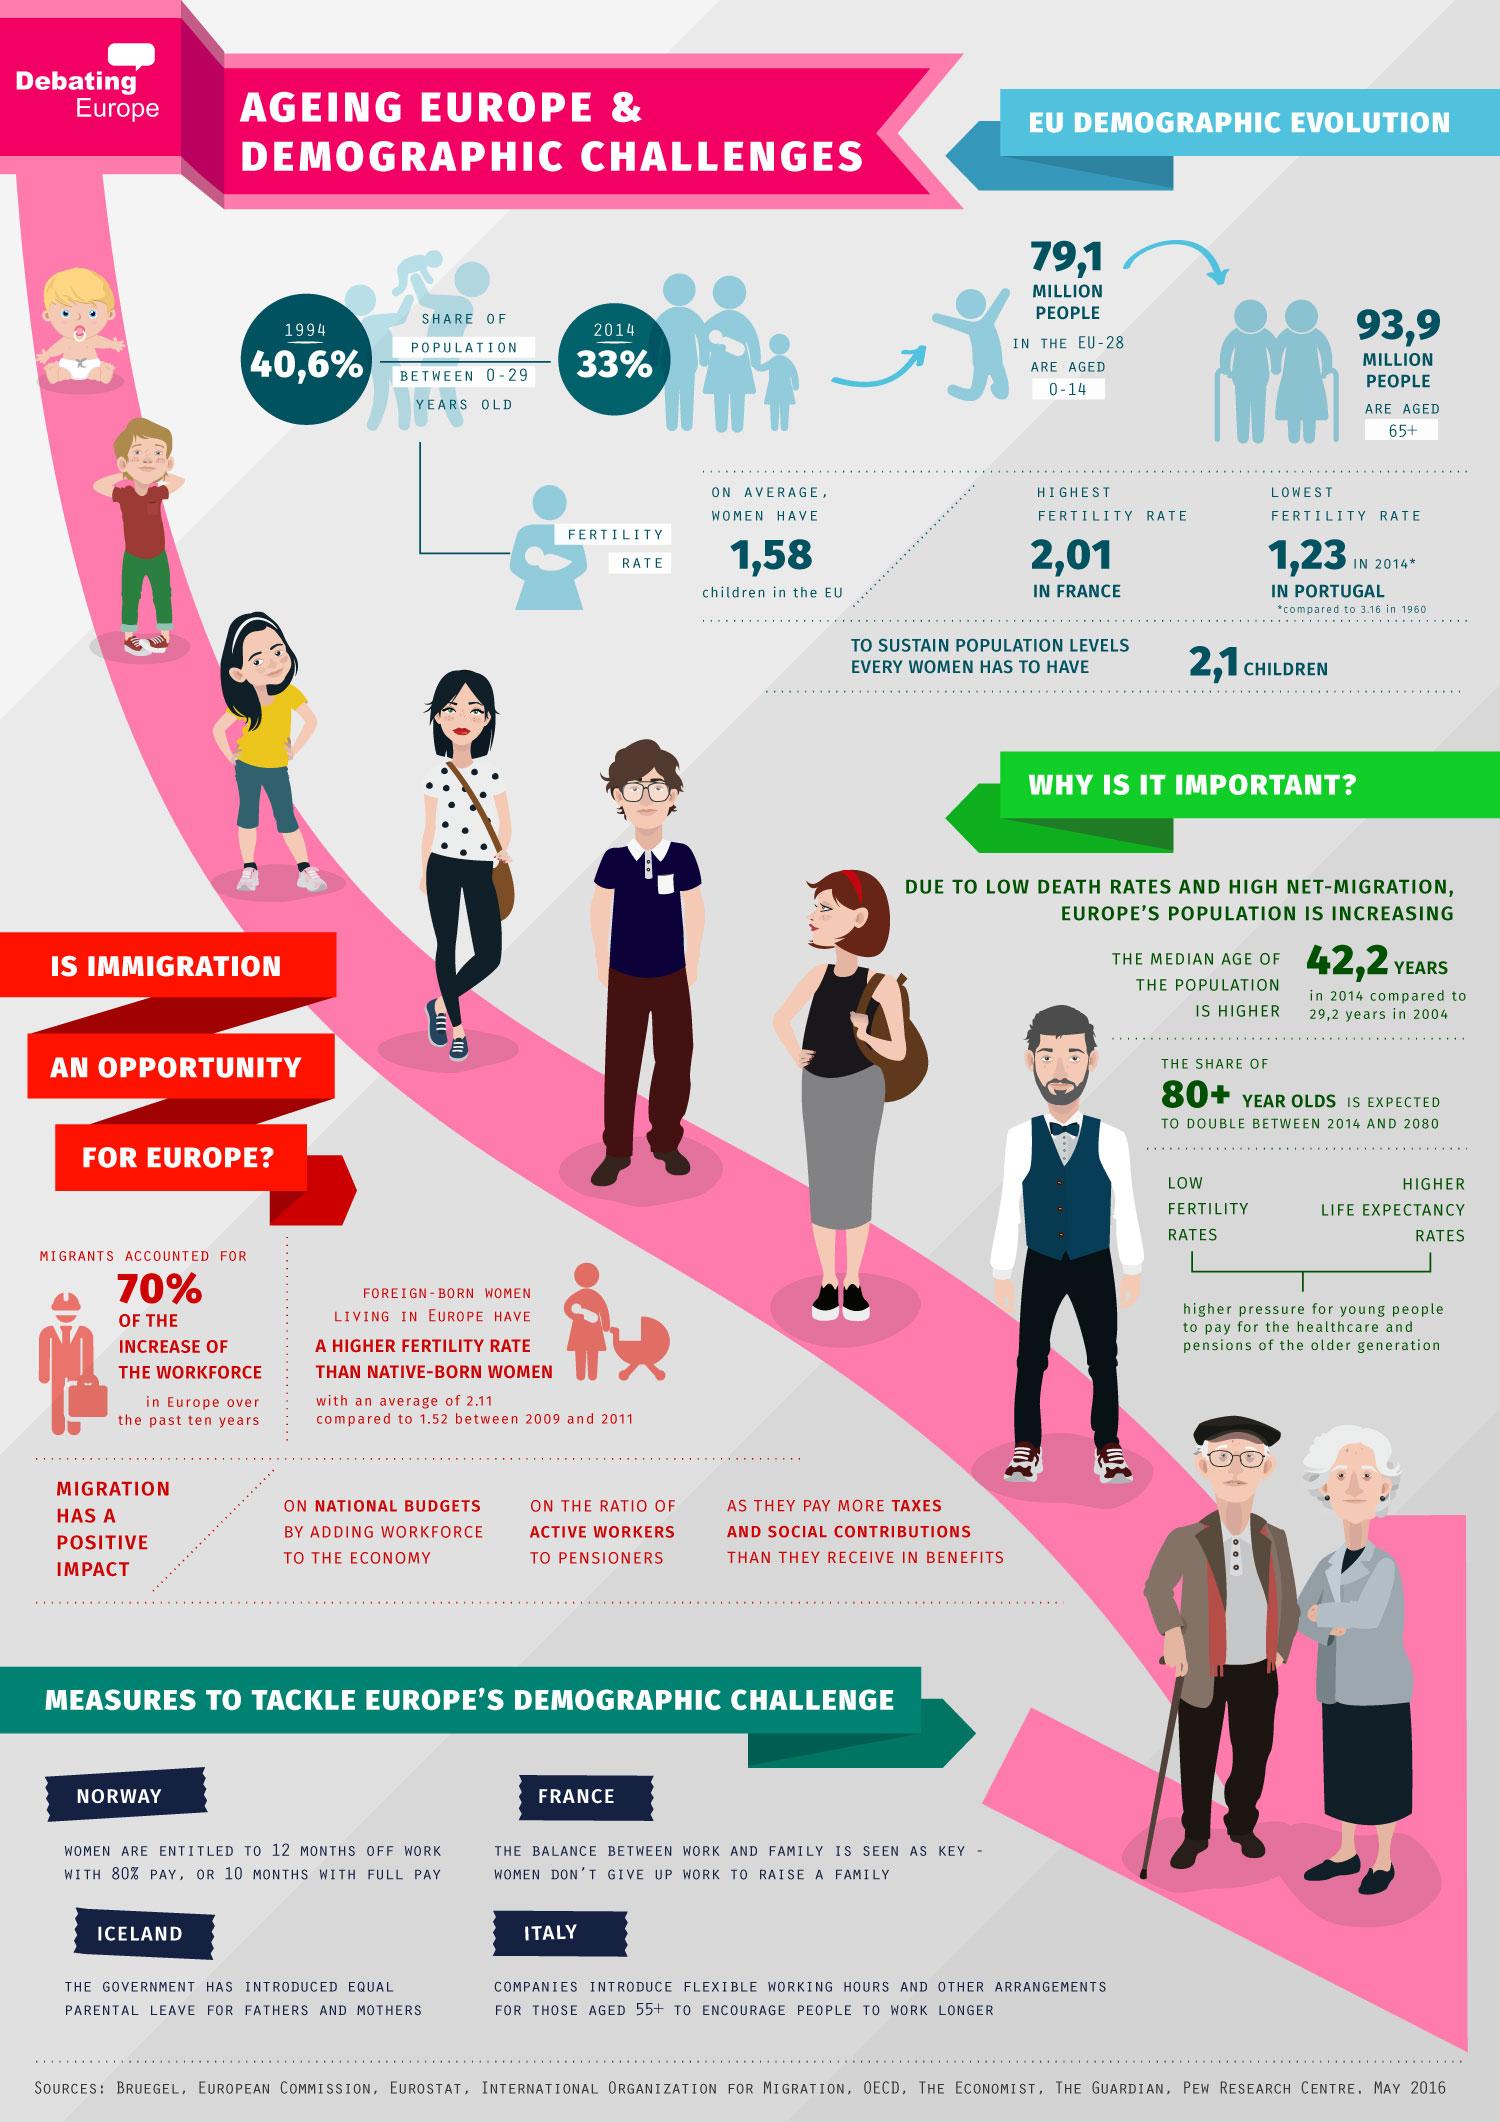 Debating
Europe
AGEING EUROPE &
DEMOGRAPHIC CHALLENGES
EU DEMOGRAPHIC EVOLUTION
1994
40,6%
SHARE OF
POPULATION
BETWEEN 0-29
YEARS OLD
2014
33%
79,1
MILLION
PEOPLE
IN THE EU-28
ARE AGED
0-14
93,9
MILLION
PEOPLE
ARE AGED
65+
FERTILITY
RATE
ON AVERAGE,
WOMEN HAVE
1,58
children in the EU
HIGHEST
FERTILITY RATE
2,01
IN FRANCE
LOWEST
FERTILITY RATE
1,23 IN 2014*
IN PORTUGAL
*compared to 3.16 in 1960
TO SUSTAIN POPULATION LEVELS
EVERY WOMEN HAS TO HAVE
2,1 CHILDREN
WHY IS IT IMPORTANT?
DUE TO LOW DEATH RATES AND HIGH NET-MIGRATION,
EUROPE'S POPULATION IS INCREASING
THE MEDIAN AGE OF
THE POPULATION
IS HIGHER
42,2 YEARS
in 2014 compared to
29,2 years in 2004
THE SHARE OF
80+ YEAR OLDS IS EXPECTED
TO DOUBLE BETWEEN 2014 AND 2080
LOW
FERTILITY
RATES
HIGHER
LIFE EXPECTANCY
RATES
higher pressure for young people
to pay for the healthcare and
pensions of the older generation
IS IMMIGRATION
AN OPPORTUNITY
FOR EUROPE?
MIGRANTS ACCOUNTED FOR
70%
OF THE
INCREASE OF
THE WORKFORCE
in Europe over
the past ten years
FOREIGN-BORN WOMEN
LIVING IN EUROPE HAVE
A HIGHER FERTILITY RATE
THAN NATIVE-BORN WOMEN
with an average of 2.11
compared to 1.52 between 2009 and 2011
MIGRATION
HAS A
POSITIVE
IMPACT
ON NATIONAL BUDGETS
BY ADDING WORKFORCE
TO THE ECONOMY
ON THE RATIO OF
ACTIVE WORKERS
TO PENSIONERS
AS THEY PAY MORE TAXES
AND SOCIAL CONTRIBUTIONS
THAN THEY RECEIVE IN BENEFITS
MEASURES TO TACKLE EUROPE'S DEMOGRAPHIC CHALLENGE
NORWAY
WOMEN ARE ENTITLED TO 12 MONTHS OFF WORK
WITH 80% PAY, OR 10 MONTHS WITH FULL PAY
FRANCE
THE BALANCE BETWEEN WORK AND FAMILY IS SEEN AS KEY -
WOMEN DON'T GIVE UP WORK TO RAISE A FAMILY
ICELAND
THE GOVERNMENT HAS INTRODUCED EQUAL
PARENTAL LEAVE FOR FATHERS AND MOTHERS
ITALY
COMPANIES INTRODUCE FLEXIBLE WORKING HOURS AND OTHER ARRANGEMENTS
FOR THOSE AGED 55+ TO ENCOURAGE PEOPLE TO WORK LONGER
SOURCES: BRUEGEL, EUROPEAN COMMISSION, EUROSTAT, INTERNATIONAL ORGANIZATION FOR MIGRATION, OECD, THE ECONOMIST, THE GUARDIAN, PEW RESEARCH CENTRE. MAY 2016